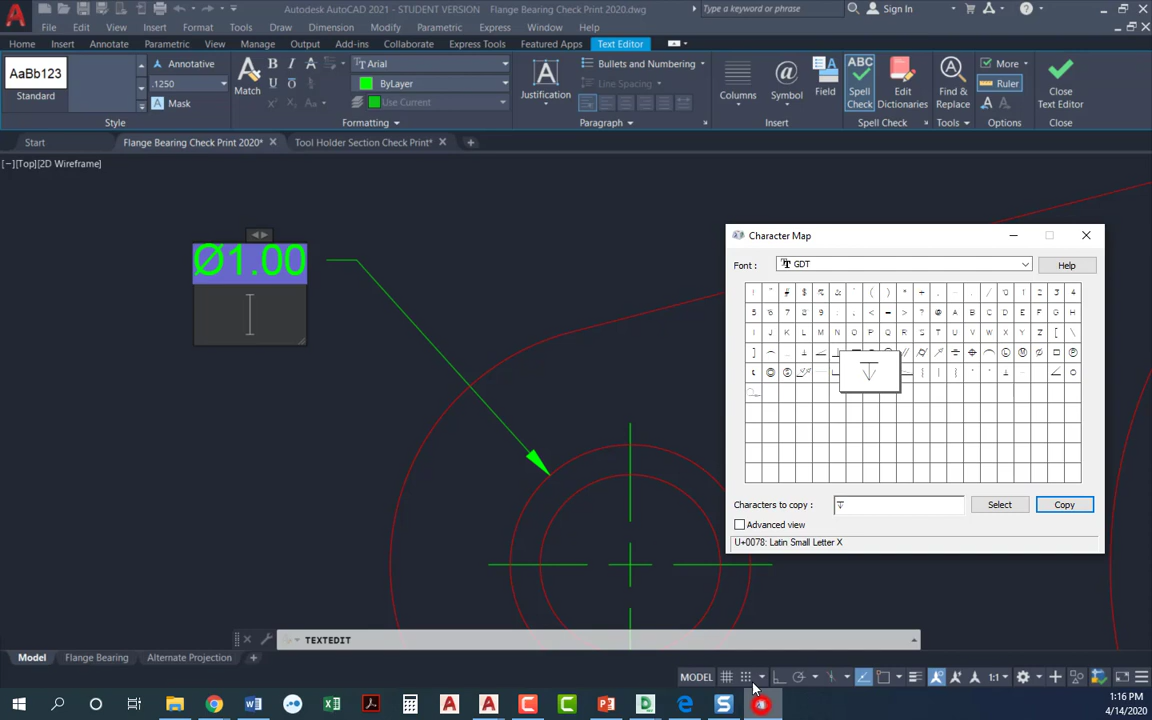 Autodesk AutoCAD 2021 - STUDENT VERSION Flange Bearing Check Print 2020.dwg
Type a keyword or phrase
Sign In
File Edit View Insert Format Tools Draw Dimension Modify Parametric Express Window Help
Home Insert Annotate Parametric View Manage Output Add-ins Collaborate Express Tools Featured Apps Text Editor
AaBb123
Standard
Annotative
.1250
Mask
Style
Match
B I
U O
Arial
ByLayer
Use Current
Formatting
Justification
Bullets and Numbering
Line Spacing
Paragraph
Columns
Symbol
Field
Insert
ABC
Spell
Check
Edit
Dictionaries
Spell Check
Find &
Replace
Tools
More
Ruler
Options
Close
Text Editor
Close
Start
Flange Bearing Check Print 2020*
Tool Holder Section Check Print*
[−][Top][2D Wireframe]
Ø1.00
Character Map
Font :
GDT
Help
Characters to copy :
Select
Copy
Advanced view
U+0078: Latin Small Letter X
TEXTEDIT
Model
Flange Bearing
Alternate Projection
MODEL
1:1
1:16 PM
4/14/2020